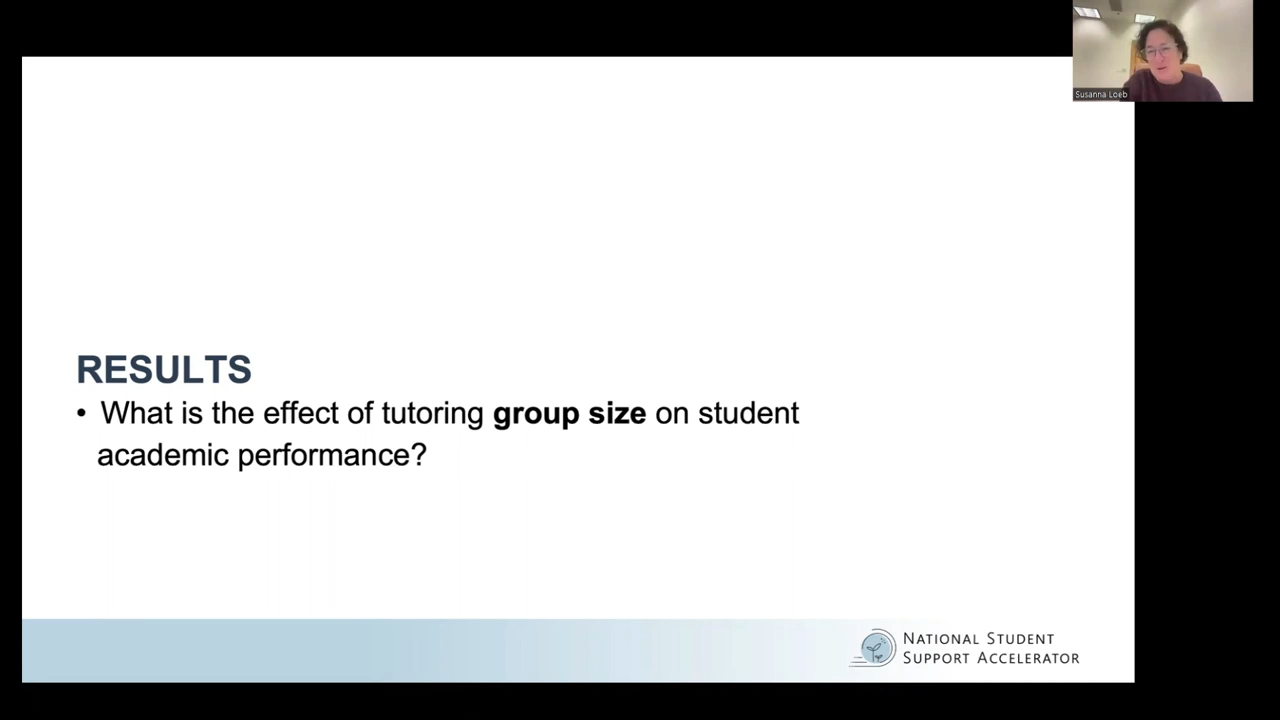 Susanna Loeb
RESULTS
• What is the effect of tutoring group size on student
academic performance?
NATIONAL STUDENT
SUPPORT ACCELERATOR